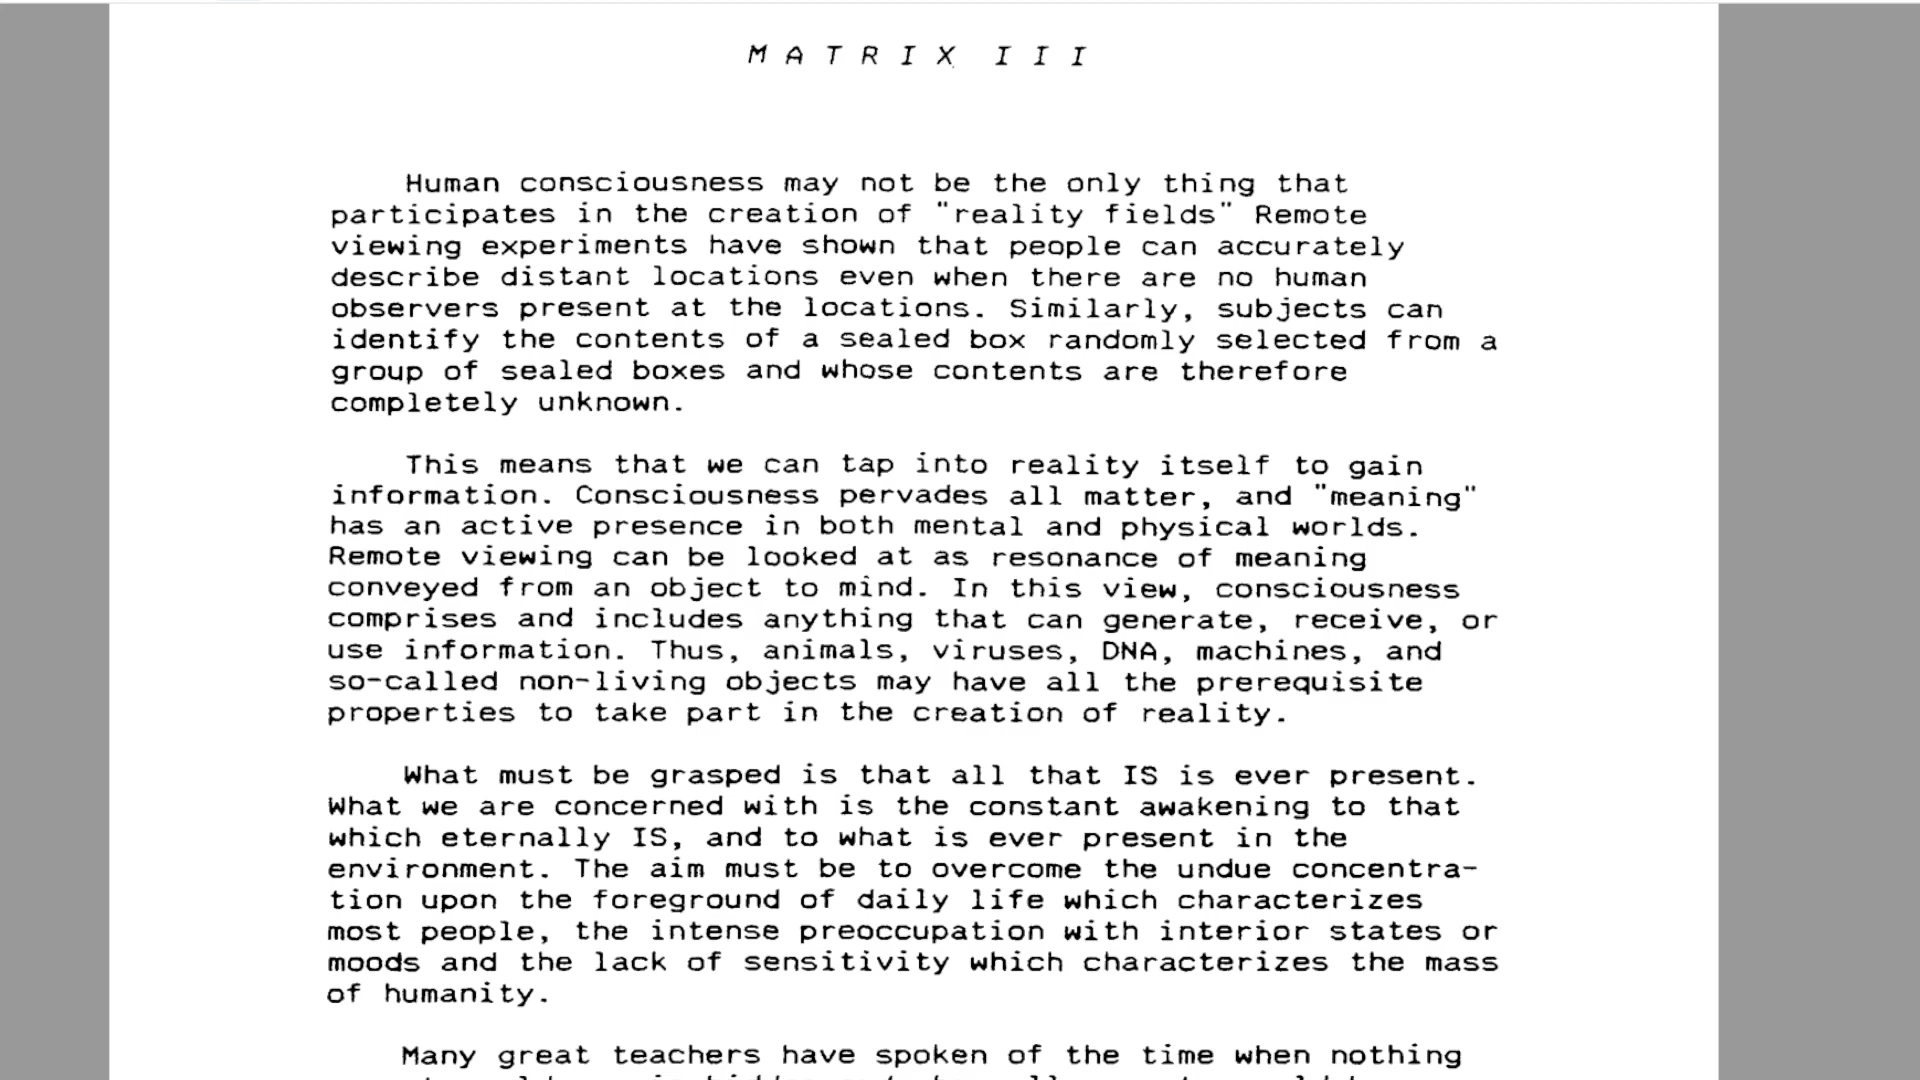 M A T R I X   I I I
Human consciousness may not be the only thing that
participates in the creation of "reality fields" Remote
viewing experiments have shown that people can accurately
describe distant locations even when there are no human
observers present at the locations. Similarly, subjects can
identify the contents of a sealed box randomly selected from a
group of sealed boxes and whose contents are therefore
completely unknown.
This means that we can tap into reality itself to gain
information. Consciousness pervades all matter, and "meaning"
has an active presence in both mental and physical worlds.
Remote viewing can be looked at as resonance of meaning
conveyed from an object to mind. In this view, consciousness
comprises and includes anything that can generate, receive, or
use information. Thus, animals, viruses, DNA, machines, and
so-called non-living objects may have all the prerequisite
properties to take part in the creation of reality.
What must be grasped is that all that IS is ever present.
What we are concerned with is the constant awakening to that
which eternally IS, and to what is ever present in the
environment. The aim must be to overcome the undue concentra-
tion upon the foreground of daily life which characterizes
most people, the intense preoccupation with interior states or
moods and the lack of sensitivity which characterizes the mass
of humanity.
Many great teachers have spoken of the time when nothing